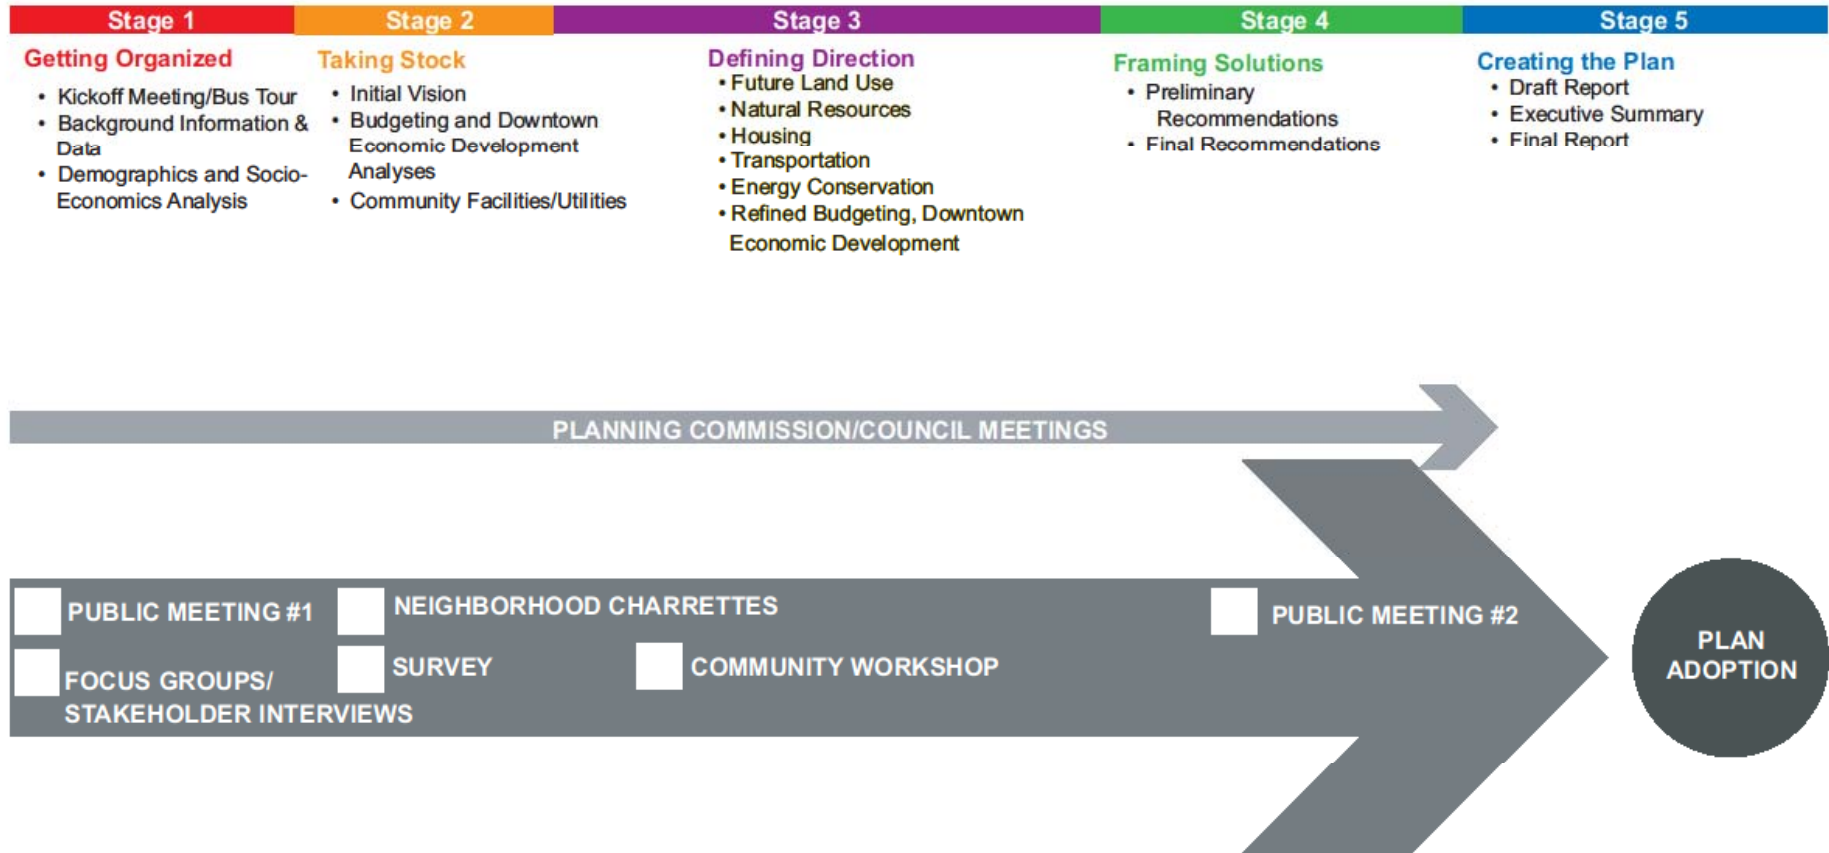 Stage 1
Stage 2
Stage 3
Stage 4
Stage 5
Getting Organized
• Kickoff Meeting/Bus Tour
• Background Information &
Data
• Demographics and Socio-
Economics Analysis
Taking Stock
• Initial Vision
• Budgeting and Downtown
Economic Development
Analyses
• Community Facilities/Utilities
Defining Direction
• Future Land Use
• Natural Resources
• Housing
• Transportation
• Energy Conservation
• Refined Budgeting, Downtown
Economic Development
Framing Solutions
• Preliminary
Recommendations
• Final Recommendations
Creating the Plan
• Draft Report
• Executive Summary
• Final Report
PLANNING COMMISSION/COUNCIL MEETINGS
PUBLIC MEETING #1
NEIGHBORHOOD CHARRETTES
PUBLIC MEETING #2
FOCUS GROUPS/
STAKEHOLDER INTERVIEWS
SURVEY
COMMUNITY WORKSHOP
PLAN
ADOPTION